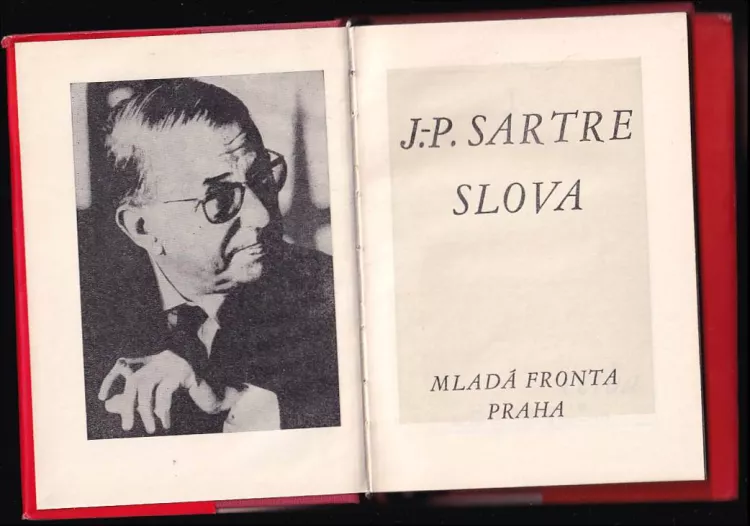 J.-P. SARTRE
SLOVA
MLADÁ FRONTA
PRAHA